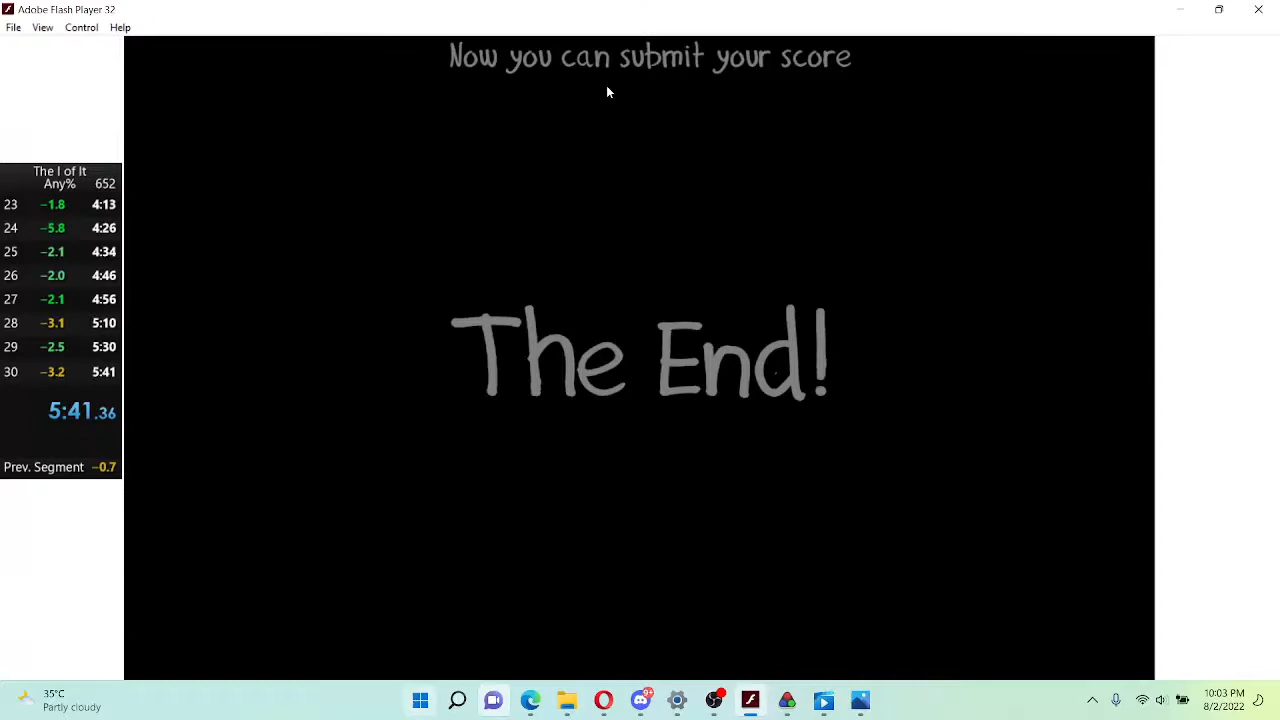 Adobe Flash Player 32
File View Control Help
Now you can submit your score
The I of It
Any% 652
23 −1.8 4:13
24 −5.8 4:26
25 −2.1 4:34
26 −2.0 4:46
27 −2.1 4:56
28 −3.1 5:10
29 −2.5 5:30
30 −3.2 5:41
5:41.36
Prev. Segment −0.7
The End!
35°C
Partly cloudy
9+
10:03 PM
8/2/2022